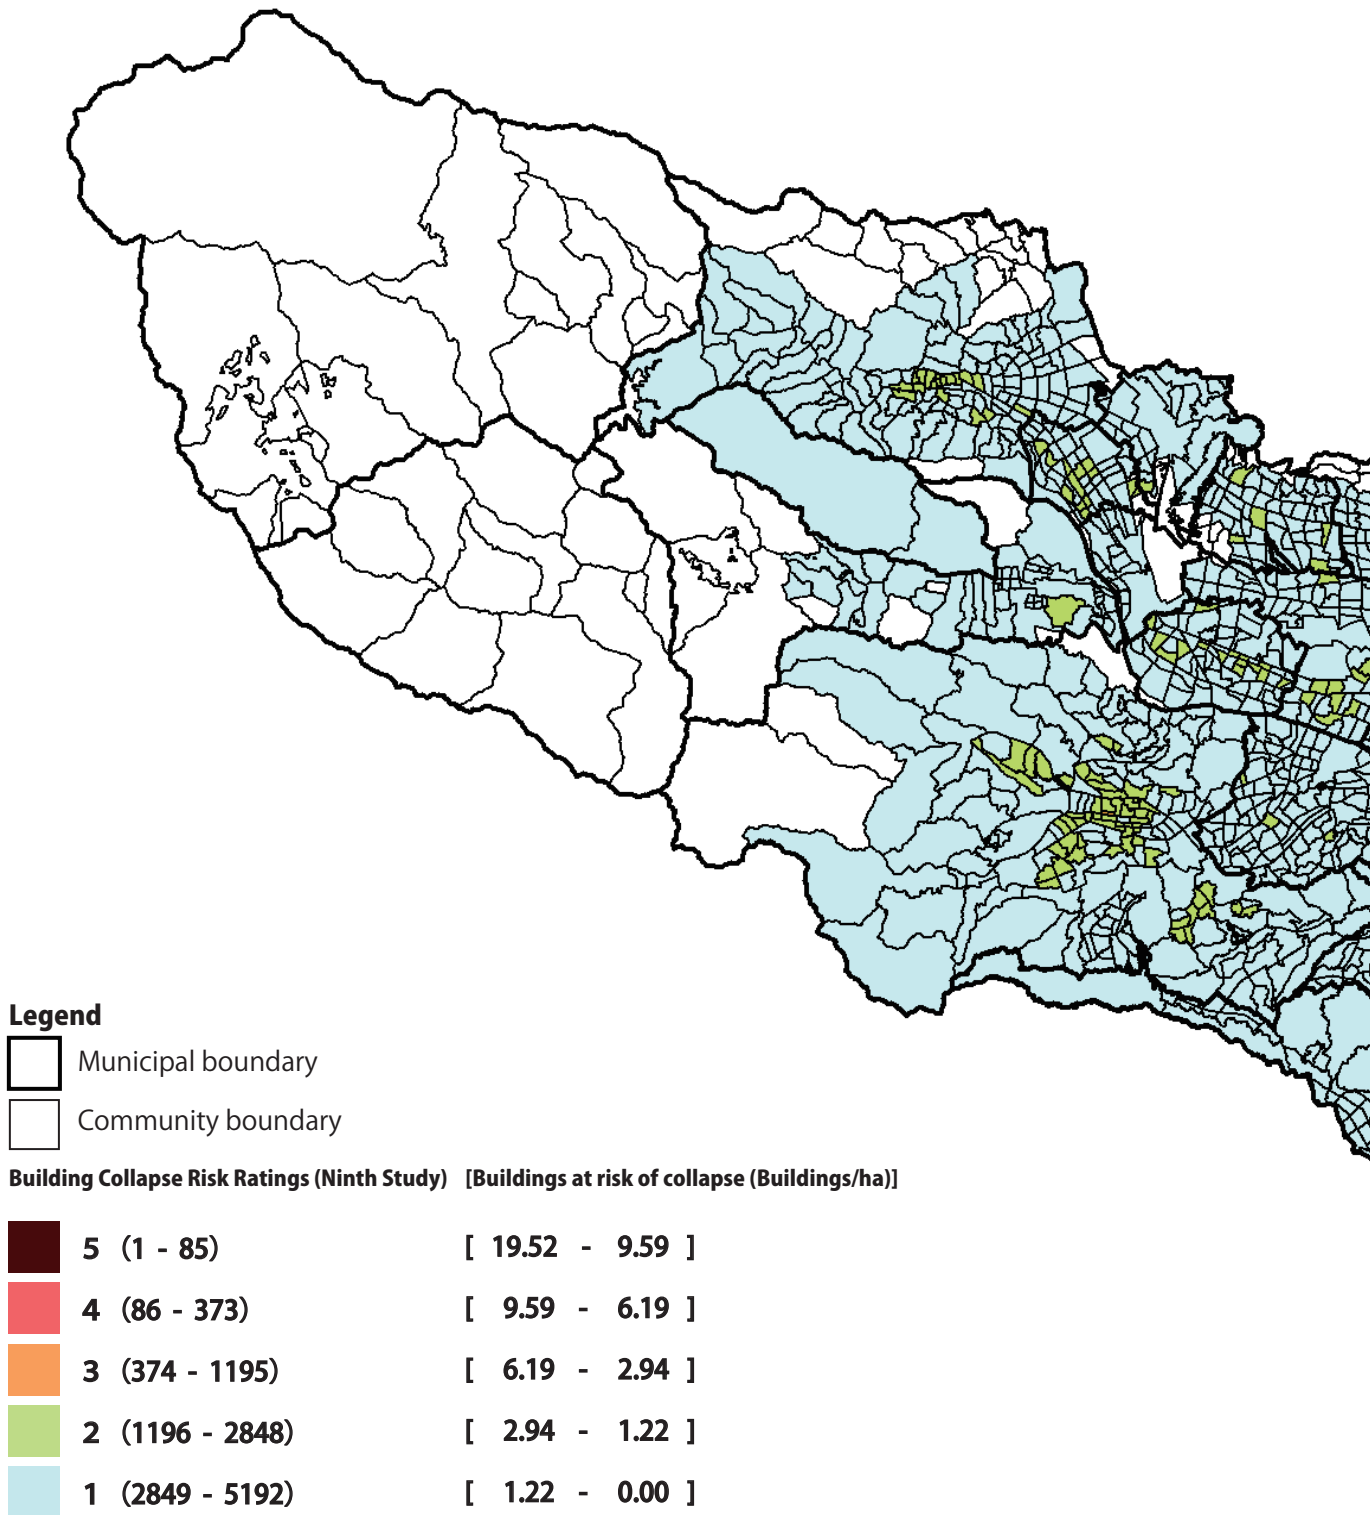 Legend
Municipal boundary
Community boundary
Building Collapse Risk Ratings (Ninth Study) [Buildings at risk of collapse (Buildings/ha)]
5 (1 - 85) [ 19.52 - 9.59 ]
4 (86 - 373) [ 9.59 - 6.19 ]
3 (374 - 1195) [ 6.19 - 2.94 ]
2 (1196 - 2848) [ 2.94 - 1.22 ]
1 (2849 - 5192) [ 1.22 - 0.00 ]